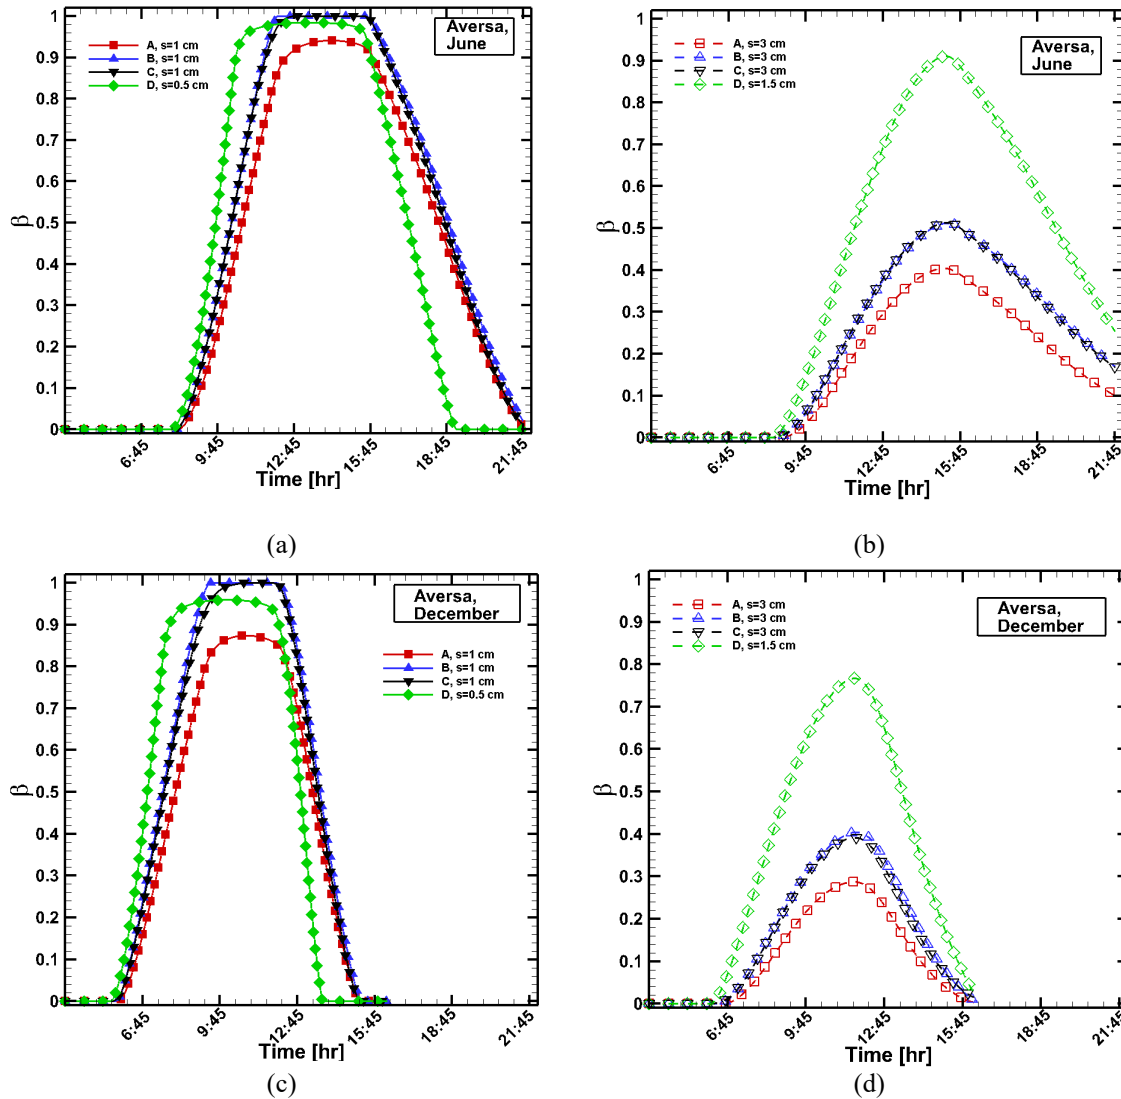 1
0.9
0.8
0.7
0.6
0.5
0.4
0.3
0.2
0.1
0
β
A, s=1 cm
B, s=1 cm
C, s=1 cm
D, s=0.5 cm
Aversa,
June
6:45
9:45
12:45
15:45
18:45
21:45
Time [hr]
(a)
1
0.9
0.8
0.7
0.6
0.5
0.4
0.3
0.2
0.1
0
β
A, s=3 cm
B, s=3 cm
C, s=3 cm
D, s=1.5 cm
Aversa,
June
6:45
9:45
12:45
15:45
18:45
21:45
Time [hr]
(b)
1
0.9
0.8
0.7
0.6
0.5
0.4
0.3
0.2
0.1
0
β
Aversa,
December
A, s=1 cm
B, s=1 cm
C, s=1 cm
D, s=0.5 cm
6:45
9:45
12:45
15:45
18:45
21:45
Time [hr]
(c)
1
0.9
0.8
0.7
0.6
0.5
0.4
0.3
0.2
0.1
0
β
A, s=3 cm
B, s=3 cm
C, s=3 cm
D, s=1.5 cm
Aversa,
December
6:45
9:45
12:45
15:45
18:45
21:45
Time [hr]
(d)